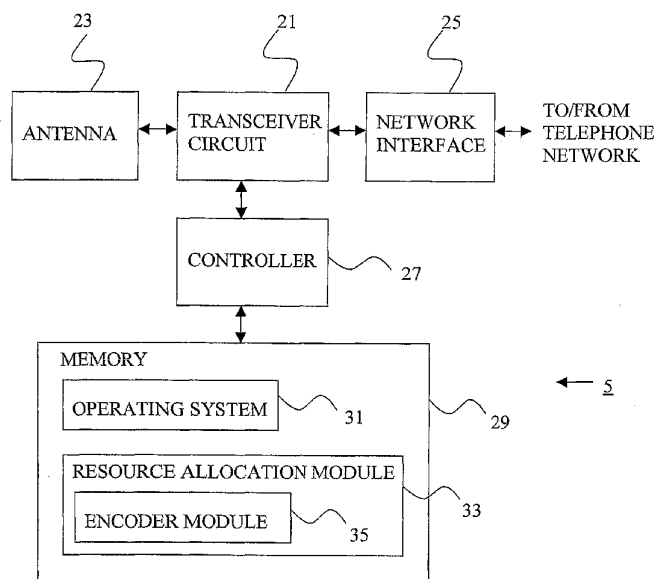 23
21
25
ANTENNA
TRANSCEIVER
CIRCUIT
NETWORK
INTERFACE
TO/FROM
TELEPHONE
NETWORK
CONTROLLER
27
MEMORY
OPERATING SYSTEM
31
29
5
RESOURCE ALLOCATION MODULE
33
ENCODER MODULE
35